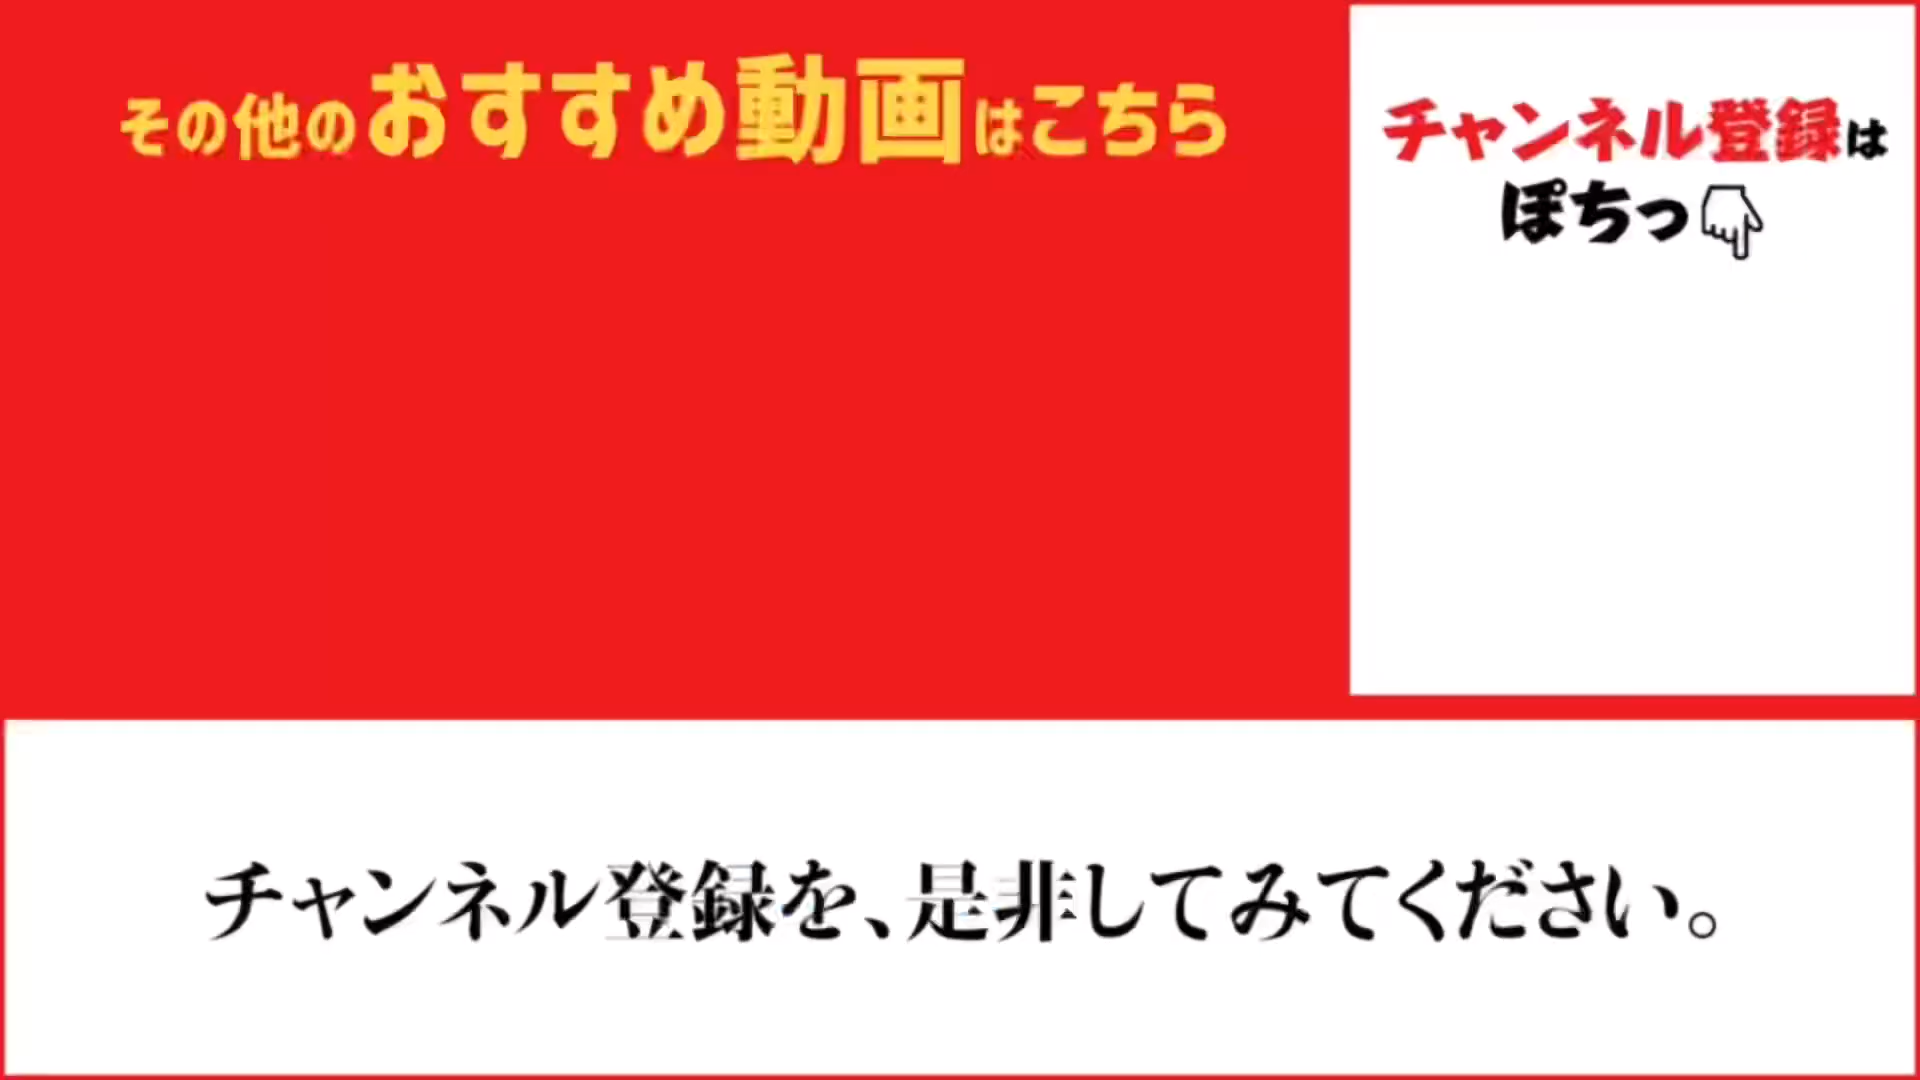 その他のおすすめ動画はこちら
チャンネル登録は
ぽちっ
チャンネル登録を、是非してみてください。